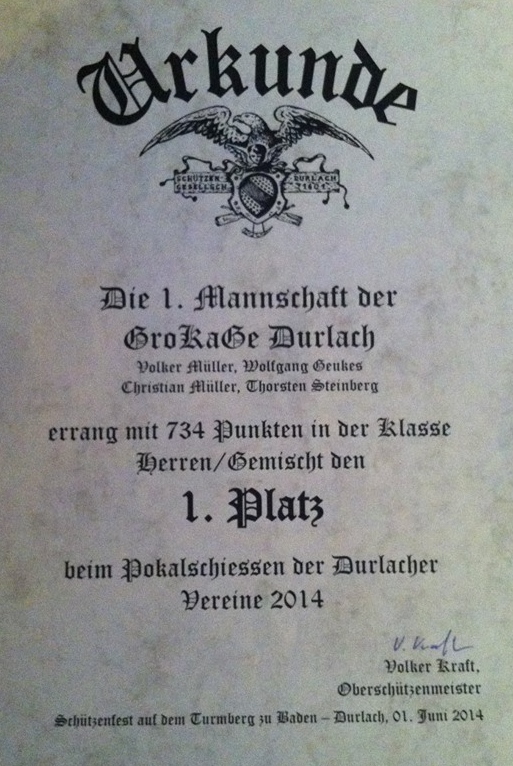 Urkunde
SCHÜTZEN- DURLACH
GESELLSCH. 1601
Die 1. Mannschaft der
GroKaGe Durlach
Volker Müller, Wolfgang Geukes
Christian Müller, Thorsten Steinberg
errang mit 734 Punkten in der Klasse
Herren/Gemischt den
1. Platz
beim Pokalschiessen der Durlacher
Vereine 2014
V. Kraft
Volker Kraft,
Oberschützenmeister
Schützenfest auf dem Turmberg zu Baden – Durlach, 01. Juni 2014